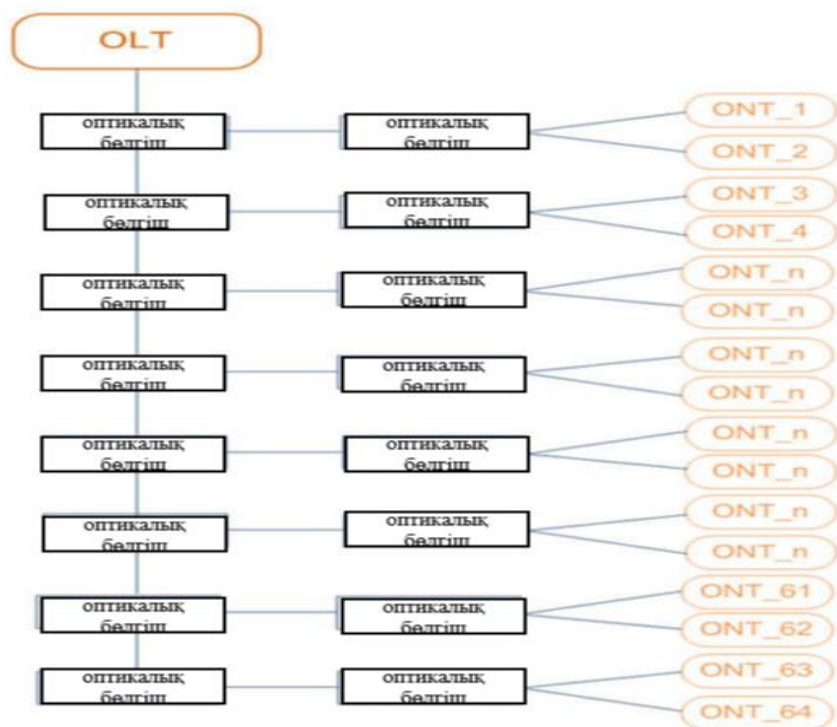 OLT
оптикалық
бөлгіш
оптикалық
бөлгіш
ONT_1
ONT_2
оптикалық
бөлгіш
оптикалық
бөлгіш
ONT_3
ONT_4
оптикалық
бөлгіш
оптикалық
бөлгіш
ONT_n
ONT_n
оптикалық
бөлгіш
оптикалық
бөлгіш
ONT_n
ONT_n
оптикалық
бөлгіш
оптикалық
бөлгіш
ONT_n
ONT_n
оптикалық
бөлгіш
оптикалық
бөлгіш
ONT_n
ONT_n
оптикалық
бөлгіш
оптикалық
бөлгіш
ONT_61
ONT_62
оптикалық
бөлгіш
оптикалық
бөлгіш
ONT_63
ONT_64